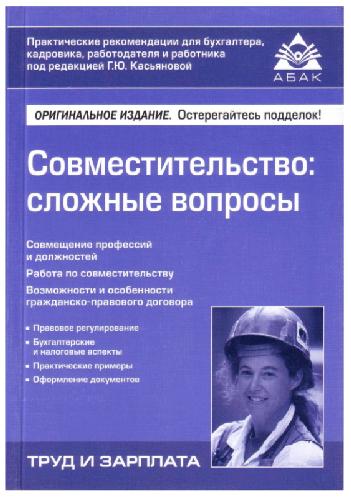 Практические рекомендации для бухгалтера,
кадровика, работодателя и работника
под редакцией Г.Ю. Касьяновой
АБАК
ОРИГИНАЛЬНОЕ ИЗДАНИЕ. Остерегайтесь подделок!
Совместительство:
сложные вопросы
Совмещение профессий
и должностей
Работа по совместительству
Возможности и особенности
гражданско-правового договора
Правовое регулирование
Бухгалтерские
и налоговые аспекты
Практические примеры
Оформление документов
ТРУД И ЗАРПЛАТА